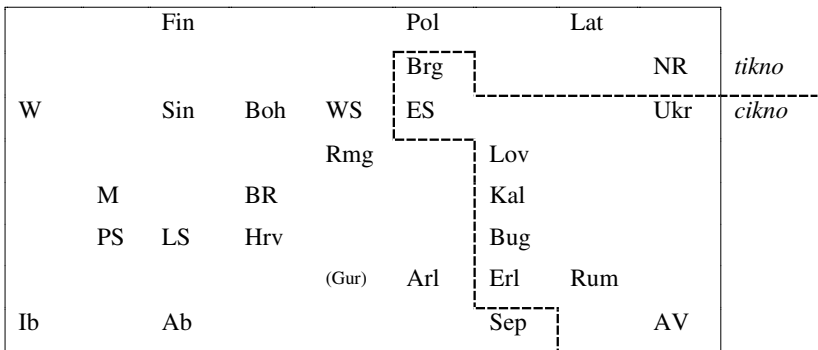 Fin Pol Lat
Brg NR tikno
W Sin Boh WS ES Ukr cikno
Rmg Lov
M BR Kal
PS LS Hrv Bug
(Gur) Arl Erl Rum
Ib Ab Sep AV